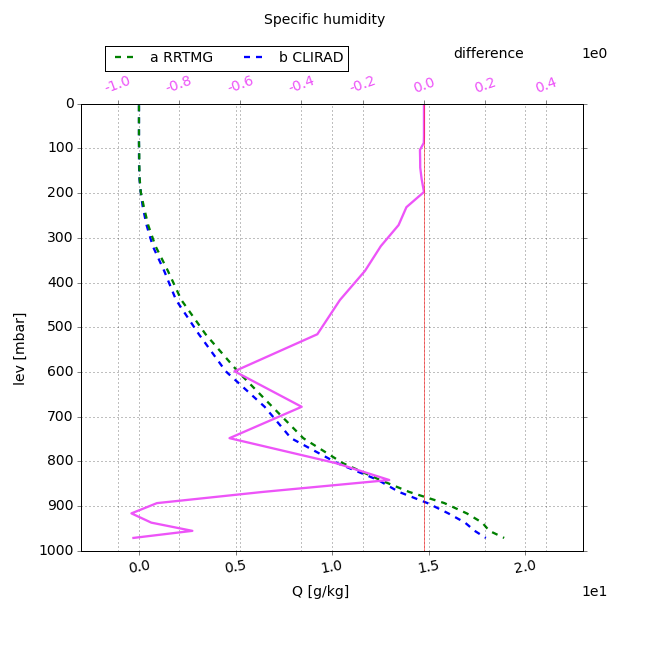 Specific humidity
a RRTMG b CLIRAD difference 1e0
-1.0 -0.8 -0.6 -0.4 -0.2 0.0 0.2 0.4
0
100
200
300
400
500
600
700
800
900
1000
lev [mbar]
0.0 0.5 1.0 1.5 2.0
Q [g/kg] 1e1